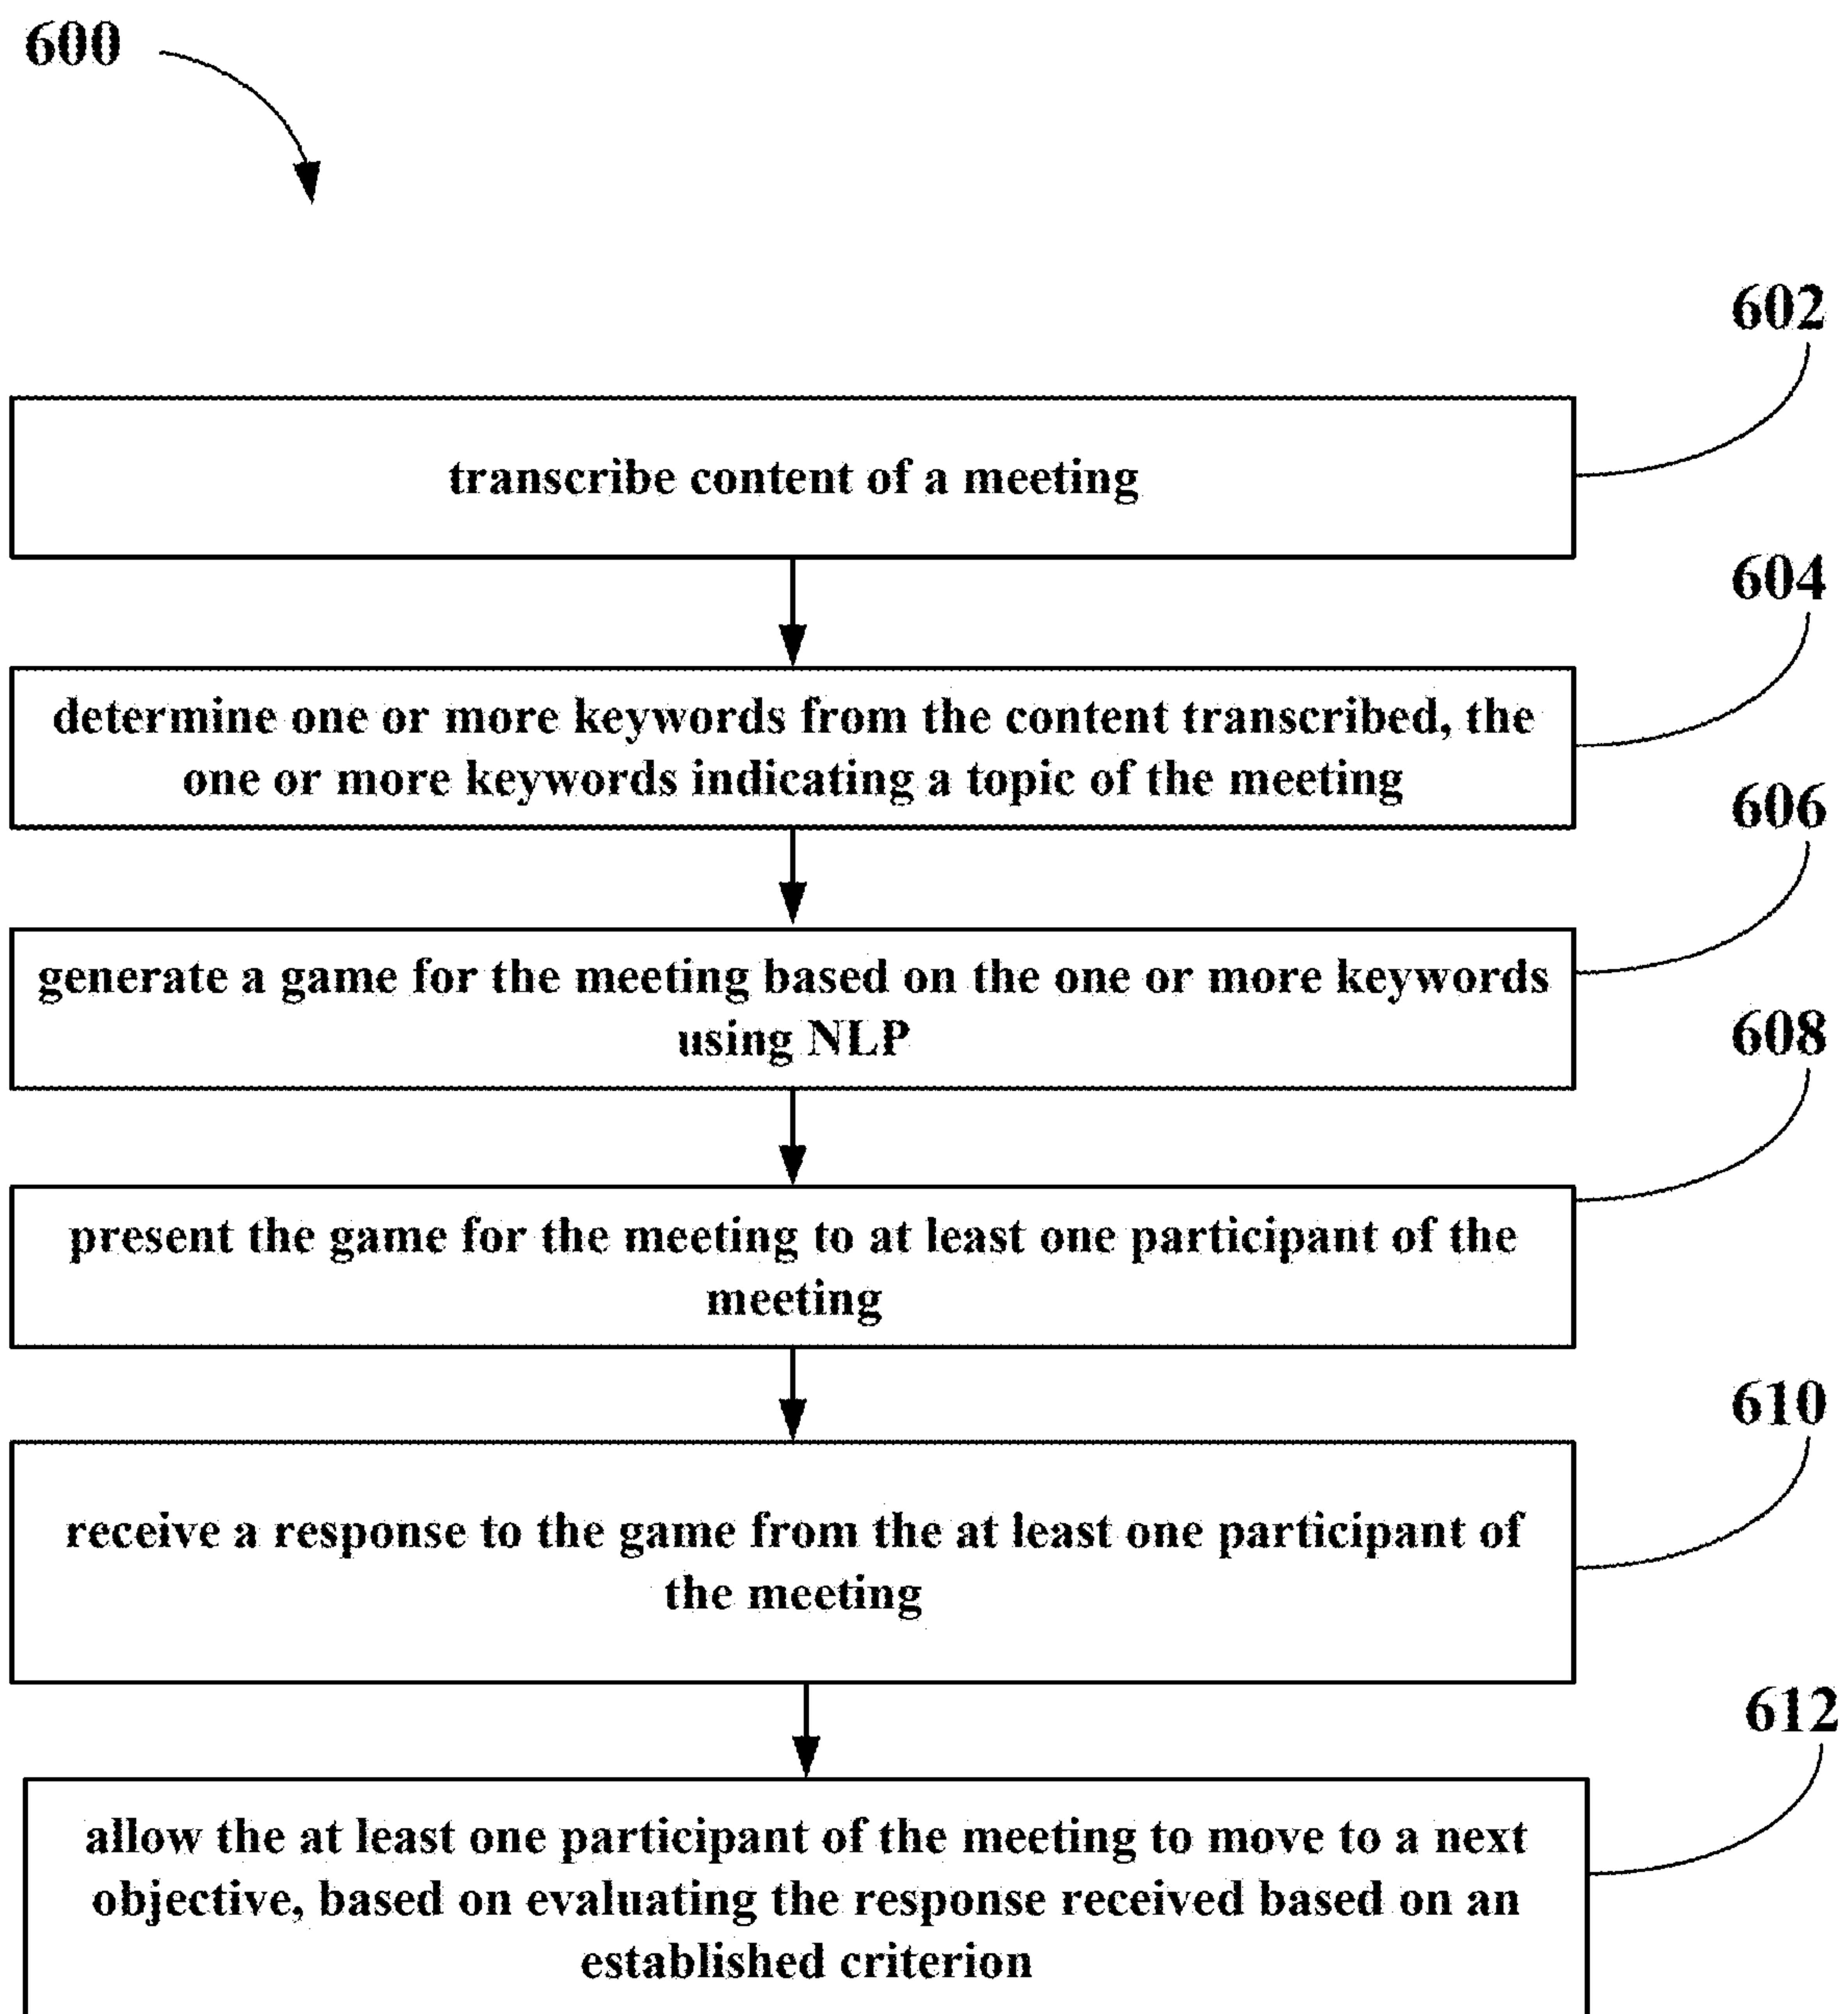 600
602
transcribe content of a meeting
604
determine one or more keywords from the content transcribed, the
one or more keywords indicating a topic of the meeting
606
generate a game for the meeting based on the one or more keywords
using NLP
608
present the game for the meeting to at least one participant of the
meeting
610
receive a response to the game from the at least one participant of
the meeting
612
allow the at least one participant of the meeting to move to a next
objective, based on evaluating the response received based on an
established criterion